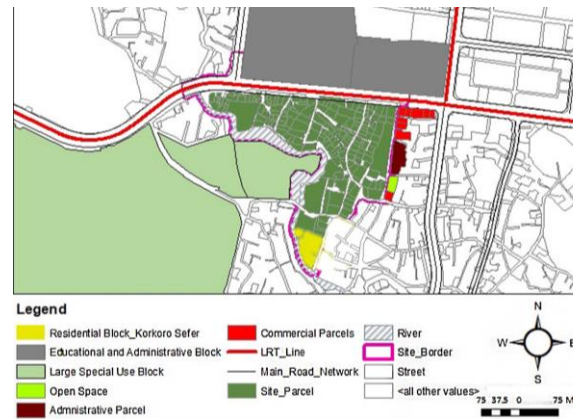 Legend
Residential Block_Korkoro Sefer
Educational and Administrative Block
Large Special Use Block
Open Space
Admnistrative Parcel
Commercial Parcels
LRT_Line
Main_Road_Network
Site_Parcel
River
Site_Border
Street
<all other values>
N
W E
S
75 37.5 0 75 M